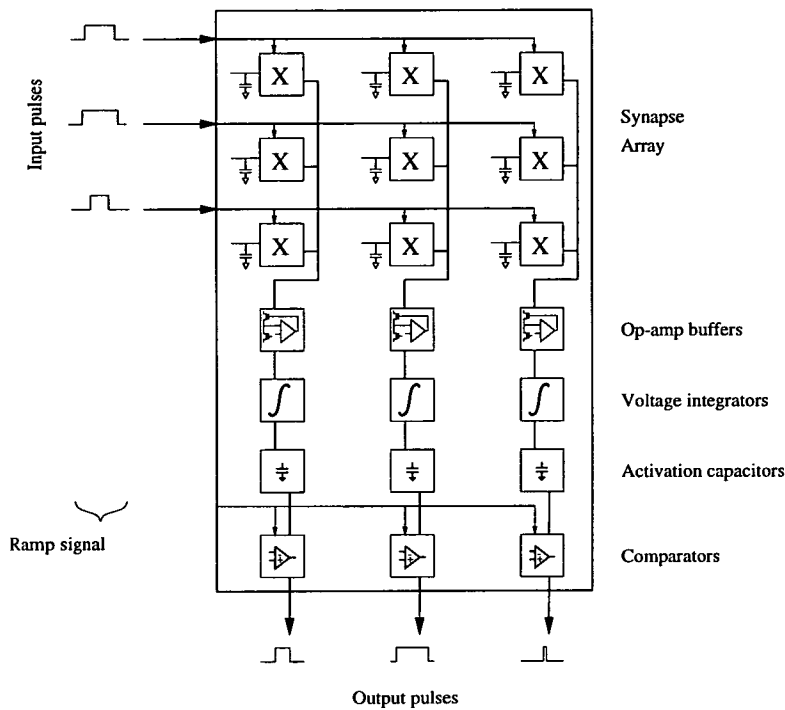 Input pulses
X X X
Synapse
Array
X X X
X X X
Op-amp buffers
Voltage integrators
Activation capacitors
Ramp signal
Comparators
Output pulses